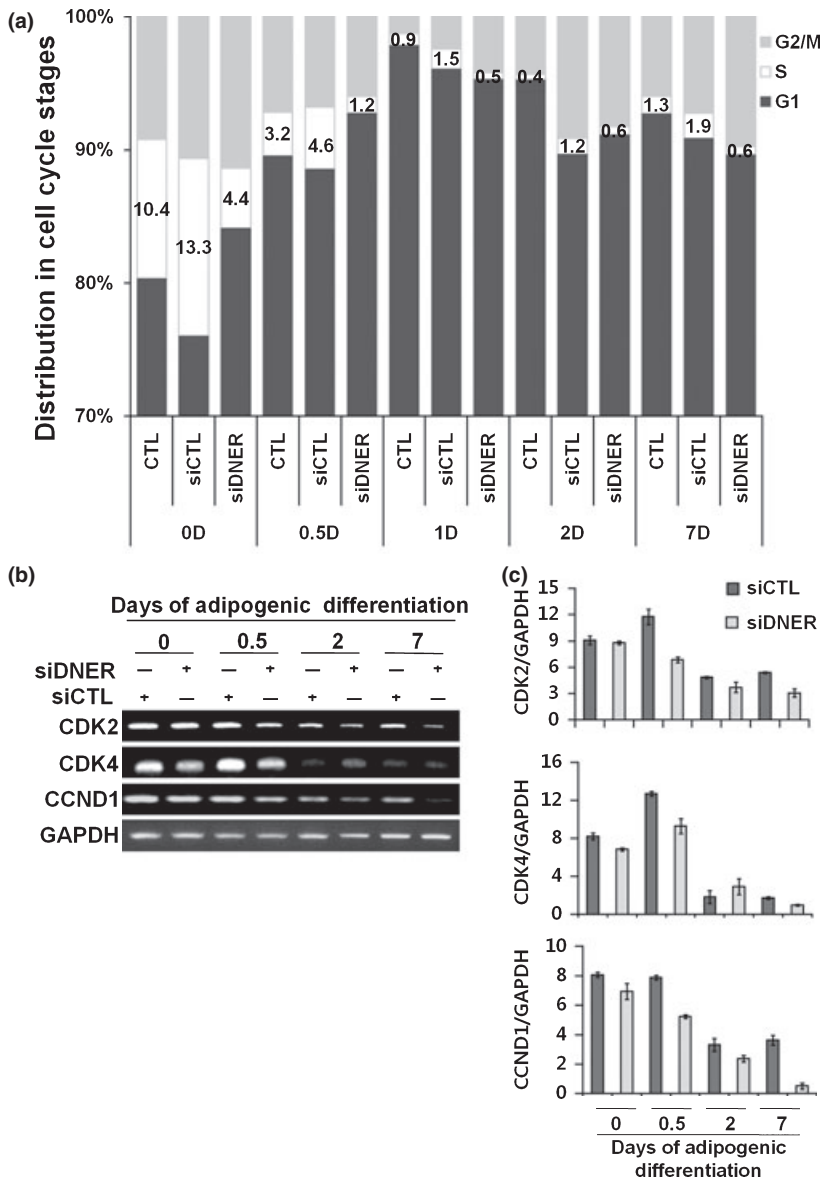 (a)
100%
90%
80%
70%
Distribution in cell cycle stages
G2/M
S
G1
10.4
13.3
4.4
3.2
4.6
1.2
0.9
1.5
0.5
0.4
1.2
0.6
1.3
1.9
0.6
CTL
siCTL
siDNER
CTL
siCTL
siDNER
CTL
siCTL
siDNER
CTL
siCTL
siDNER
CTL
siCTL
siDNER
0D
0.5D
1D
2D
7D
(b)
Days of adipogenic differentiation
0 0.5 2 7
siDNER – + – + – + – +
siCTL + – + – + – + –
CDK2
CDK4
CCND1
GAPDH
(c)
siCTL
siDNER
CDK2/GAPDH
15
12
9
6
3
0
CDK4/GAPDH
16
12
8
4
0
CCND1/GAPDH
10
8
6
4
2
0
0 0.5 2 7
Days of adipogenic
differentiation